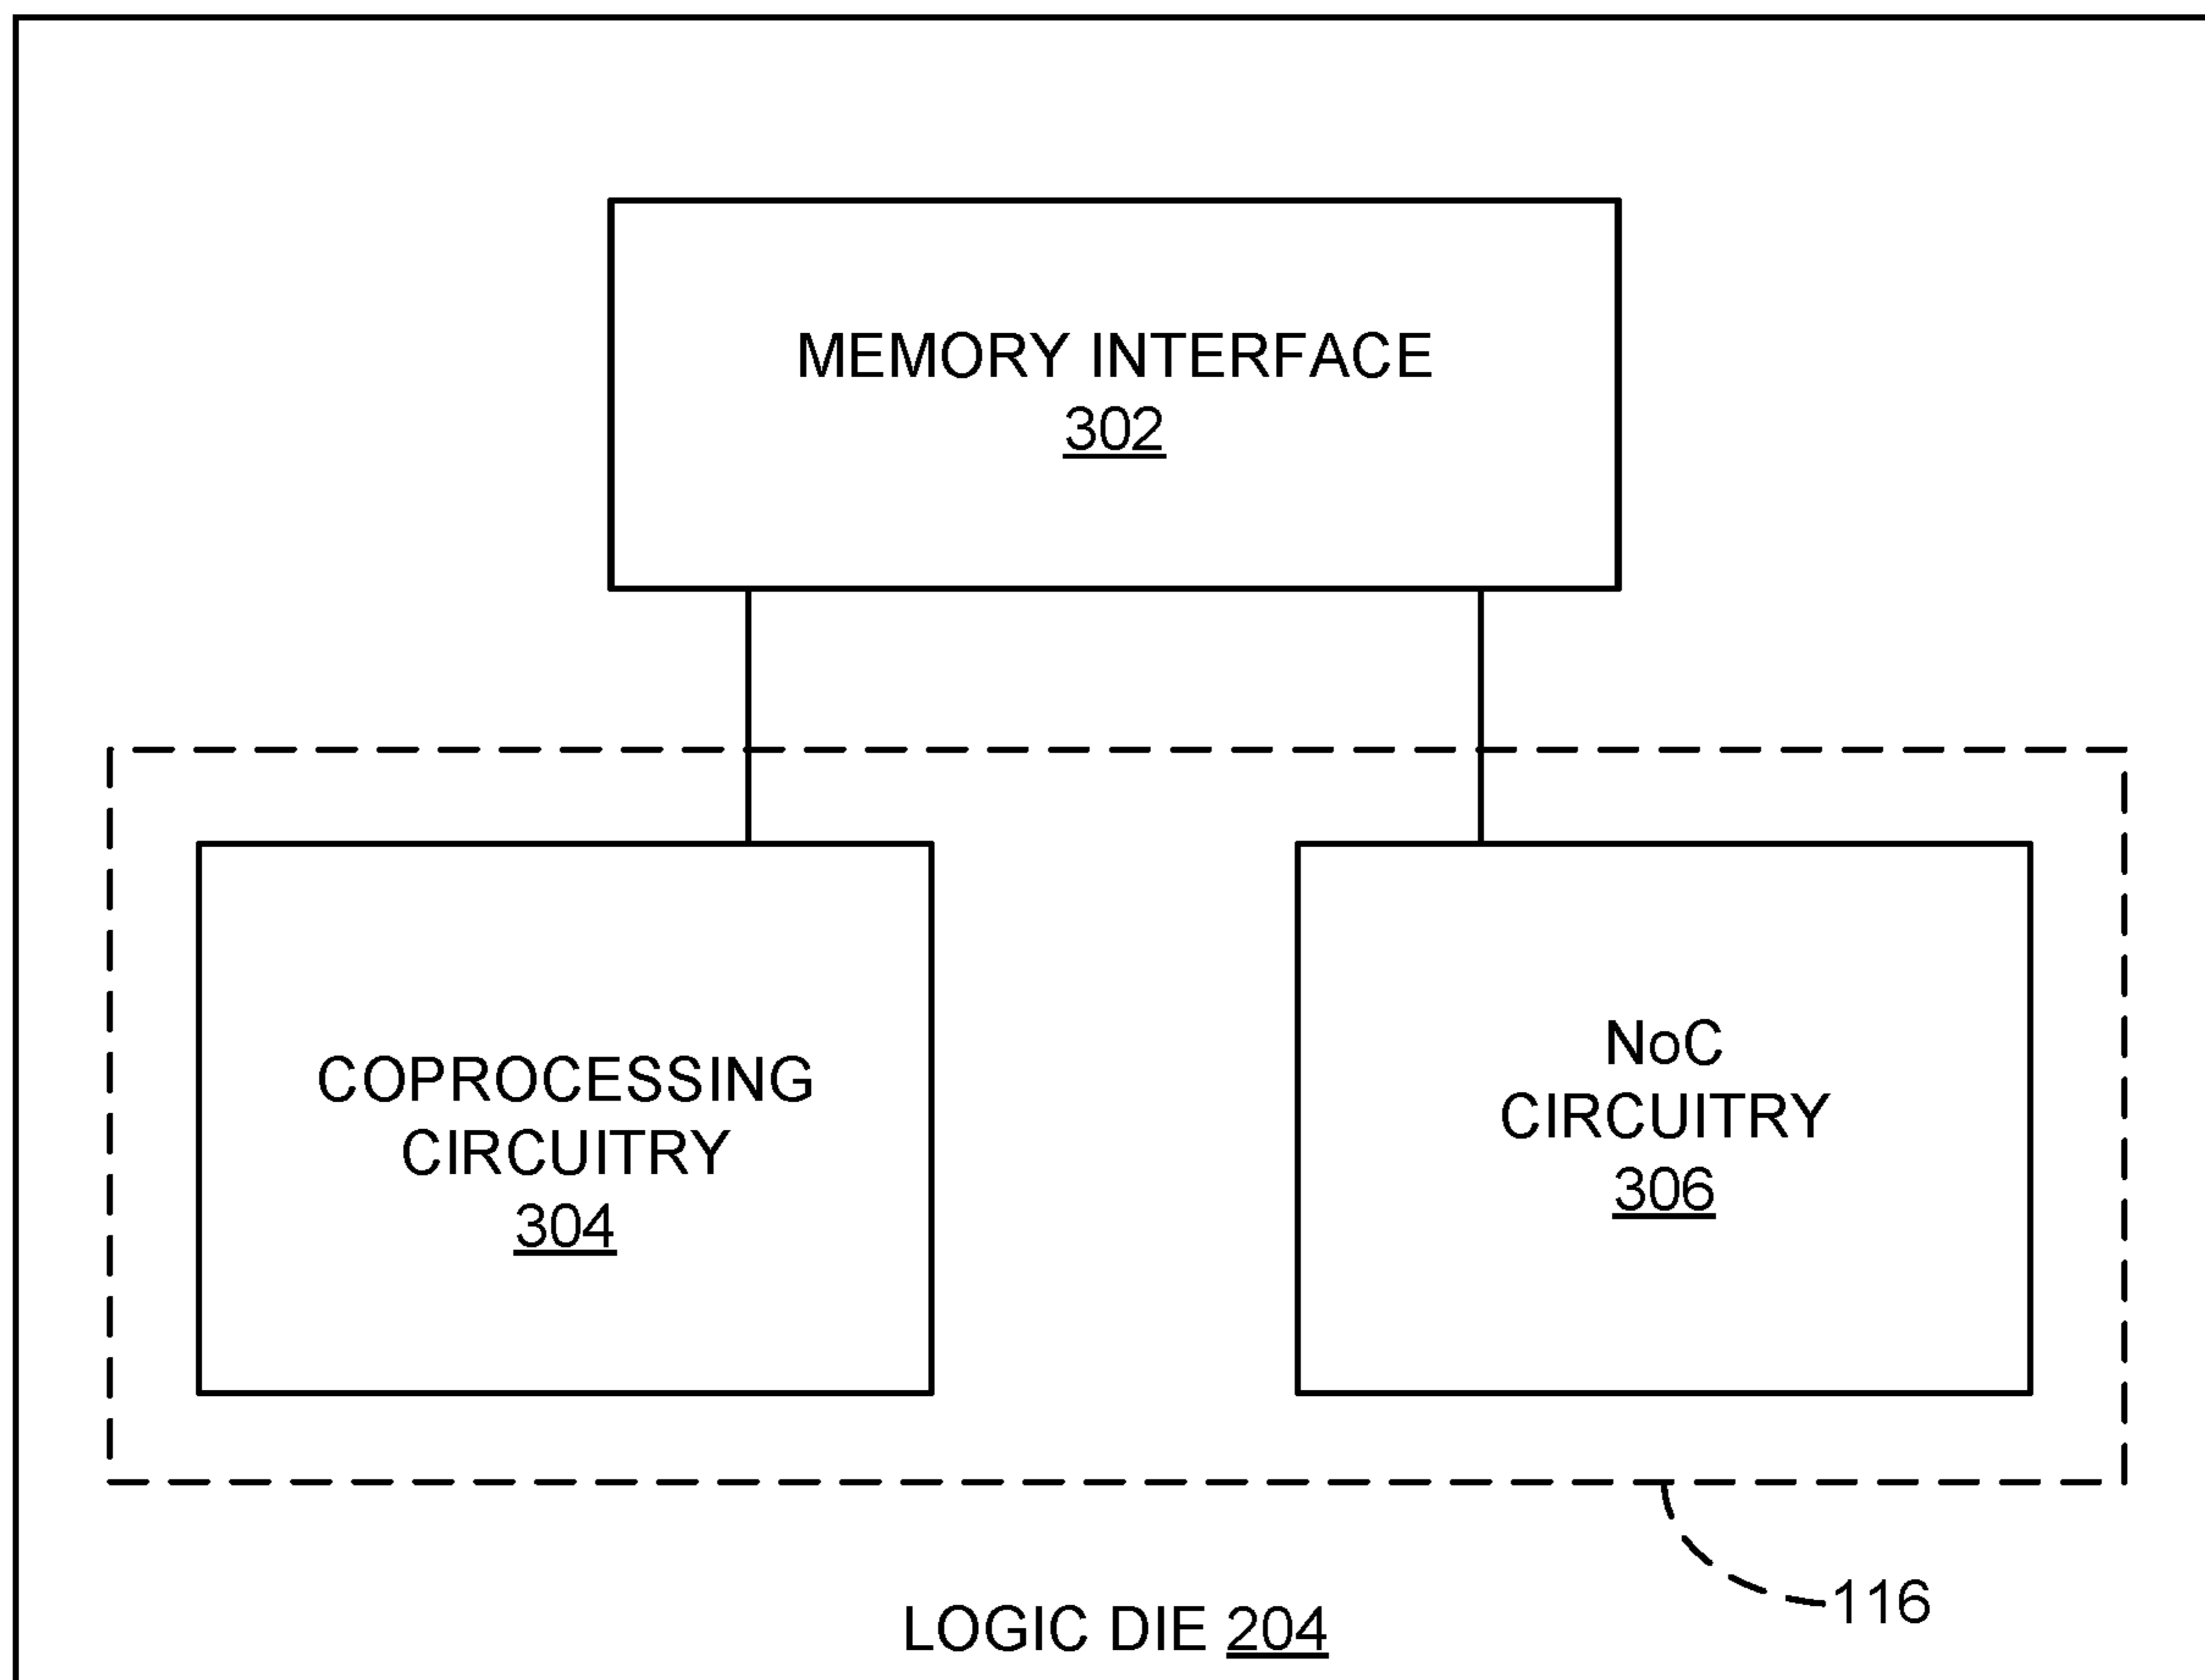 MEMORY INTERFACE
302
COPROCESSING
CIRCUITRY
304
NoC
CIRCUITRY
306
116
LOGIC DIE 204